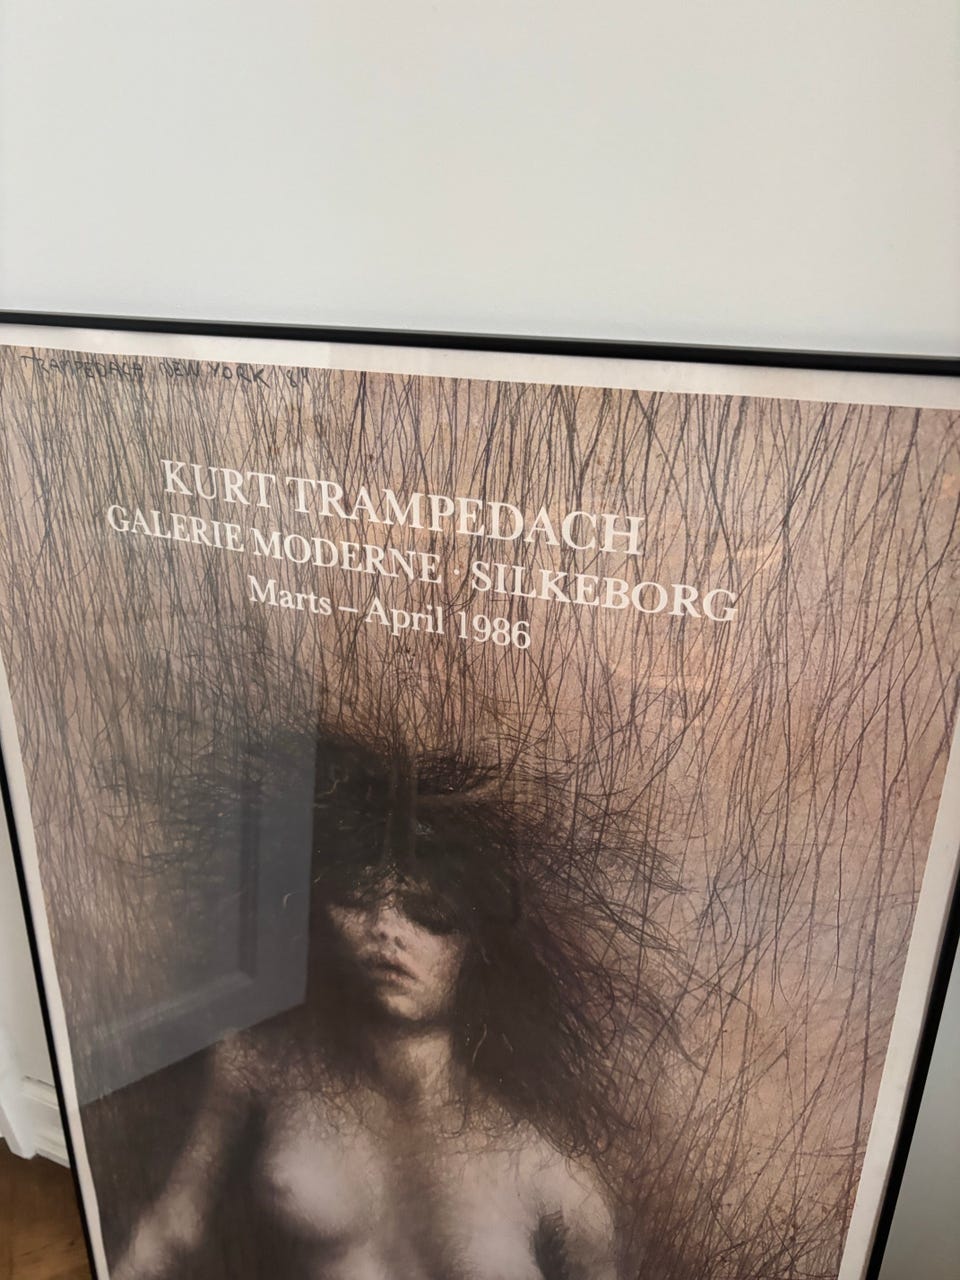 TRAMPEDACH NEW YORK '84
KURT TRAMPEDACH
GALERIE MODERNE · SILKEBORG
Marts – April 1986